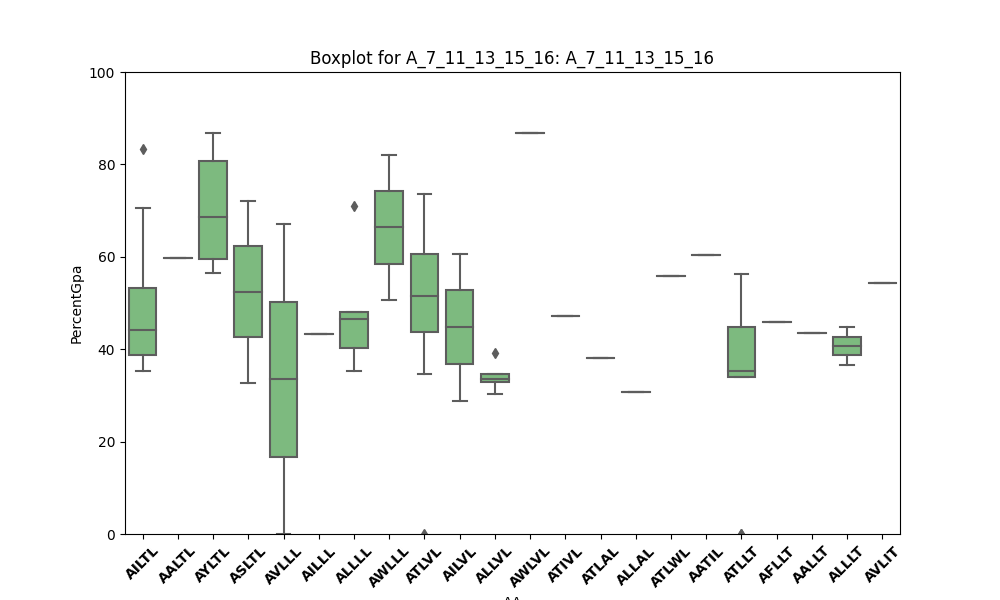 Boxplot for A_7_11_13_15_16: A_7_11_13_15_16
PercentGpa
100
80
60
40
20
0
AILTL
AALTL
AYLTL
ASLTL
AVLLL
AILLL
ALLLL
AWLLL
ATLVL
AILVL
ALLVL
AWLVL
ATIVL
ATLAL
ALLAL
ATLWL
AATIL
ATLLT
AFLLT
AALLT
ALLLT
AVLIT